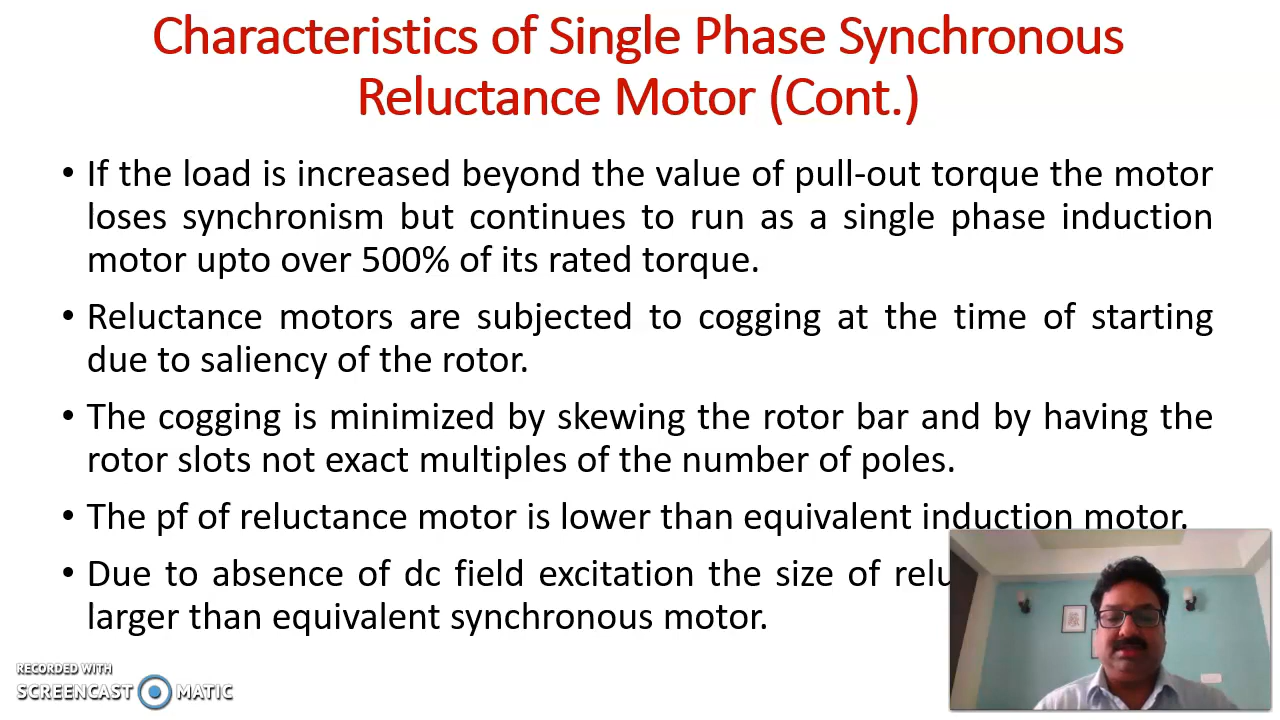 Characteristics of Single Phase Synchronous
Reluctance Motor (Cont.)
• If the load is increased beyond the value of pull-out torque the motor
loses synchronism but continues to run as a single phase induction
motor upto over 500% of its rated torque.
• Reluctance motors are subjected to cogging at the time of starting
due to saliency of the rotor.
• The cogging is minimized by skewing the rotor bar and by having the
rotor slots not exact multiples of the number of poles.
• The pf of reluctance motor is lower than equivalent induction motor.
• Due to absence of dc field excitation the size of
larger than equivalent synchronous motor.
RECORDED WITH
SCREENCAST MATIC